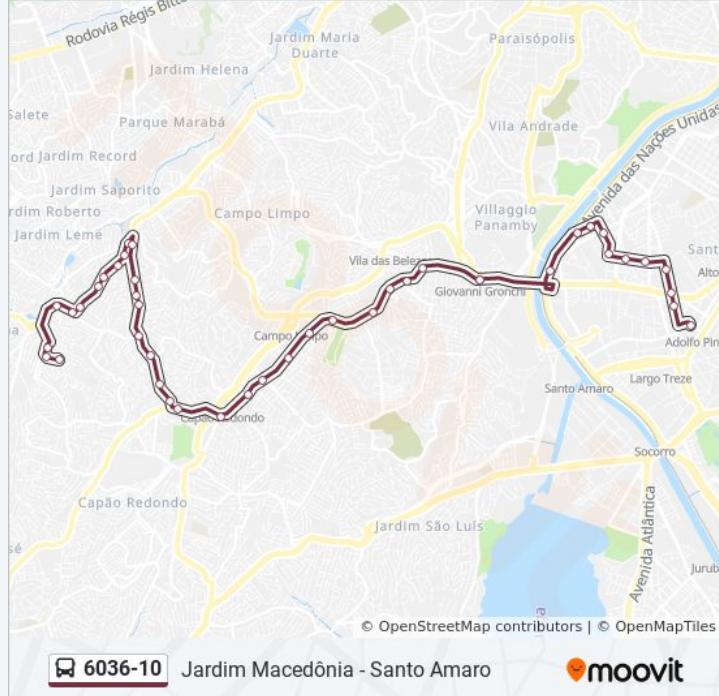 Rodovia Régis Bitt
Jardim Maria
Duarte
Paraisópolis
Jardim Helena
Avenida das Nações Unidas
Salete
Parque Marabá
Vila Andrade
ord Jardim Record
Jardim Saporito
rdim Roberto
Campo Limpo
Villaggio
Panamby
Jardim Leme
Sant
Vila das Belezas
Alto
Giovanni Gronchi
Campo Limpo
Adolfo Pin
Largo Treze
Santo Amaro
Capão Redondo
Socorro
Capão Redondo
Avenida Atlântica
Jardim São Luís
sé
Jurub
© OpenStreetMap contributors | © OpenMapTiles
6036-10 Jardim Macedônia - Santo Amaro
moovit